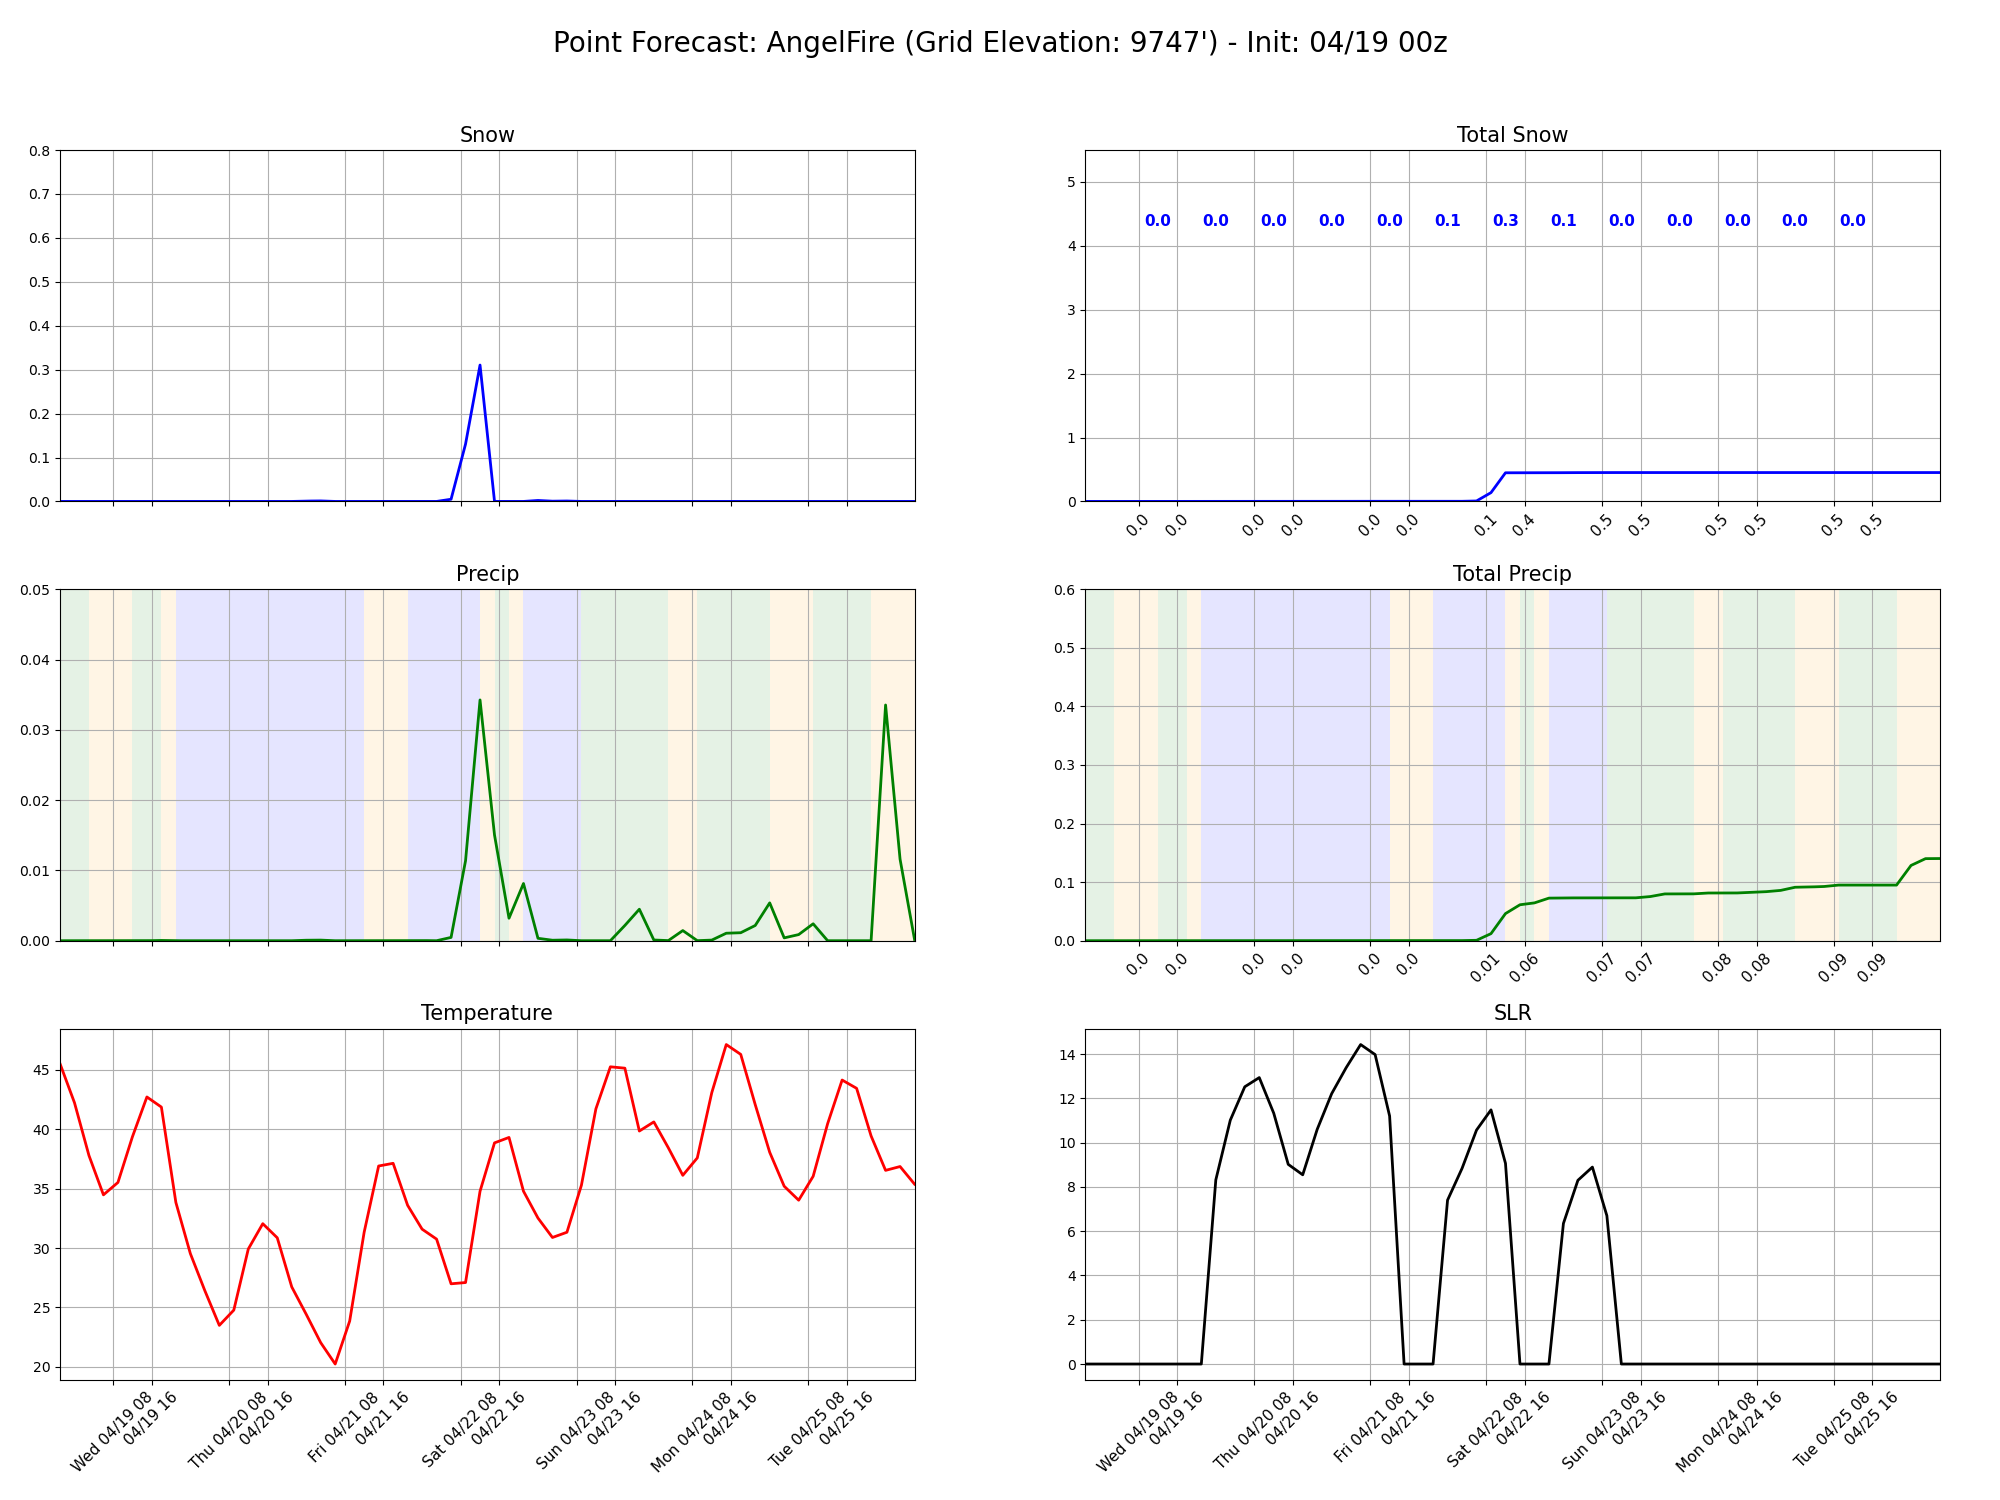 Point Forecast: AngelFire (Grid Elevation: 9747') - Init: 04/19 00z
Snow
0.8
0.7
0.6
0.5
0.4
0.3
0.2
0.1
0.0
Total Snow
5
4
3
2
1
0
0.0 0.0 0.0 0.0 0.0 0.1 0.3 0.1 0.0 0.0 0.0 0.0 0.0
0.0 0.0 0.0 0.0 0.0 0.0 0.1 0.4 0.5 0.5 0.5 0.5 0.5 0.5
Precip
0.05
0.04
0.03
0.02
0.01
0.00
Total Precip
0.6
0.5
0.4
0.3
0.2
0.1
0.0
0.0 0.0 0.0 0.0 0.0 0.0 0.01 0.06 0.07 0.07 0.08 0.08 0.09 0.09
Temperature
45
40
35
30
25
20
Wed 04/19 08
04/19 16
Thu 04/20 08
04/20 16
Fri 04/21 08
04/21 16
Sat 04/22 08
04/22 16
Sun 04/23 08
04/23 16
Mon 04/24 08
04/24 16
Tue 04/25 08
04/25 16
SLR
14
12
10
8
6
4
2
0
Wed 04/19 08
04/19 16
Thu 04/20 08
04/20 16
Fri 04/21 08
04/21 16
Sat 04/22 08
04/22 16
Sun 04/23 08
04/23 16
Mon 04/24 08
04/24 16
Tue 04/25 08
04/25 16